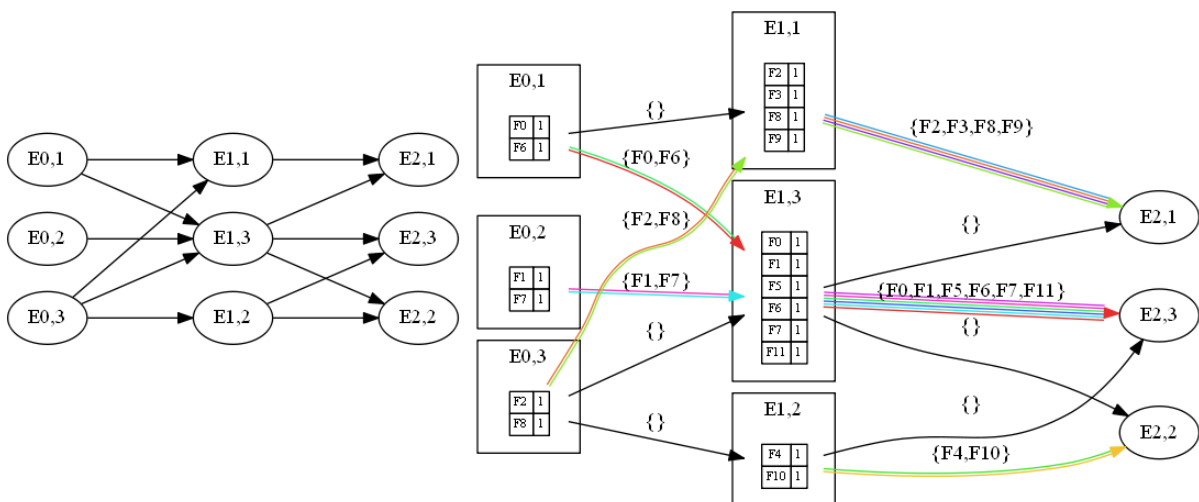 E0,1
E1,1
E2,1
E0,2
E1,3
E2,3
E0,3
E1,2
E2,2
E0,1
F0 1
F6 1
E0,2
F1 1
F7 1
E0,3
F2 1
F8 1
{}
{F0,F6}
{F2,F8}
{F1,F7}
{}
{}
E1,1
F2 1
F3 1
F8 1
F9 1
E1,3
F0 1
F1 1
F5 1
F6 1
F7 1
F11 1
E1,2
F4 1
F10 1
{F2,F3,F8,F9}
{}
{F0,F1,F5,F6,F7,F11}
{}
{}
{F4,F10}
E2,1
E2,3
E2,2